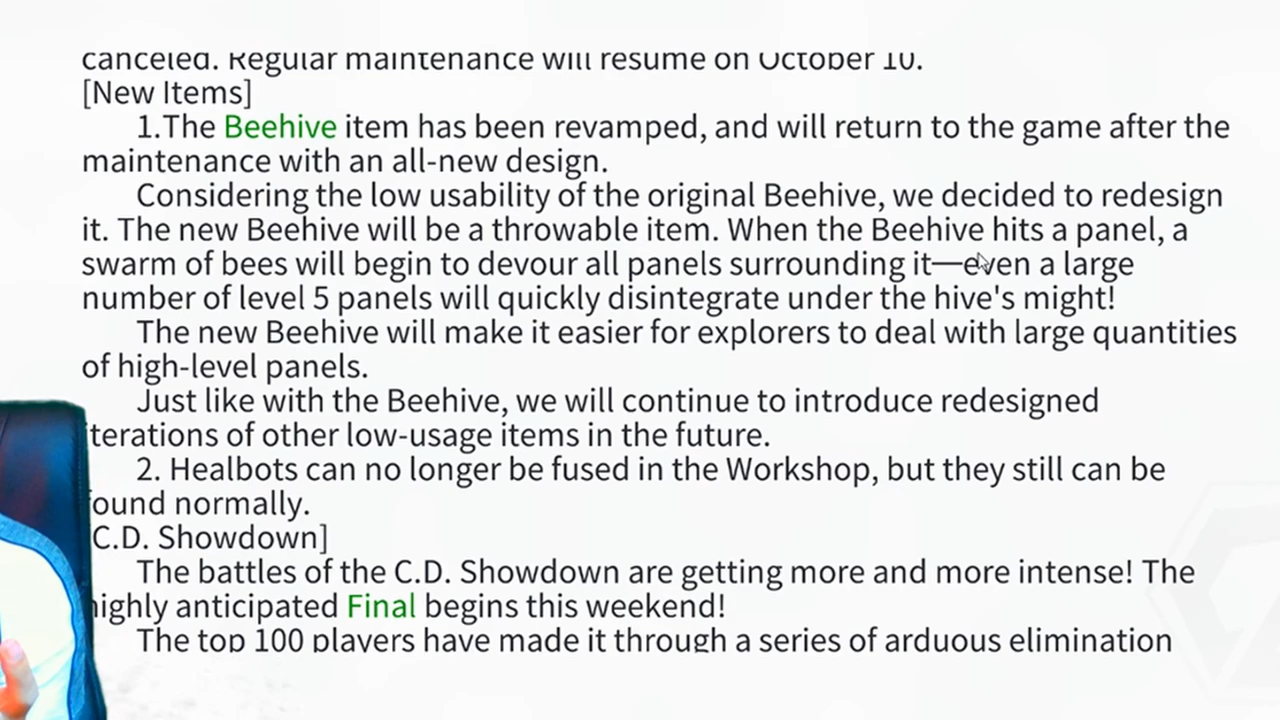 canceled. Regular maintenance will resume on October 10.
[New Items]
1.The Beehive item has been revamped, and will return to the game after the
maintenance with an all-new design.
Considering the low usability of the original Beehive, we decided to redesign
it. The new Beehive will be a throwable item. When the Beehive hits a panel, a
swarm of bees will begin to devour all panels surrounding it—even a large
number of level 5 panels will quickly disintegrate under the hive's might!
The new Beehive will make it easier for explorers to deal with large quantities
of high-level panels.
Just like with the Beehive, we will continue to introduce redesigned
iterations of other low-usage items in the future.
2. Healbots can no longer be fused in the Workshop, but they still can be
found normally.
C.D. Showdown]
The battles of the C.D. Showdown are getting more and more intense! The
highly anticipated Final begins this weekend!
The top 100 players have made it through a series of arduous elimination